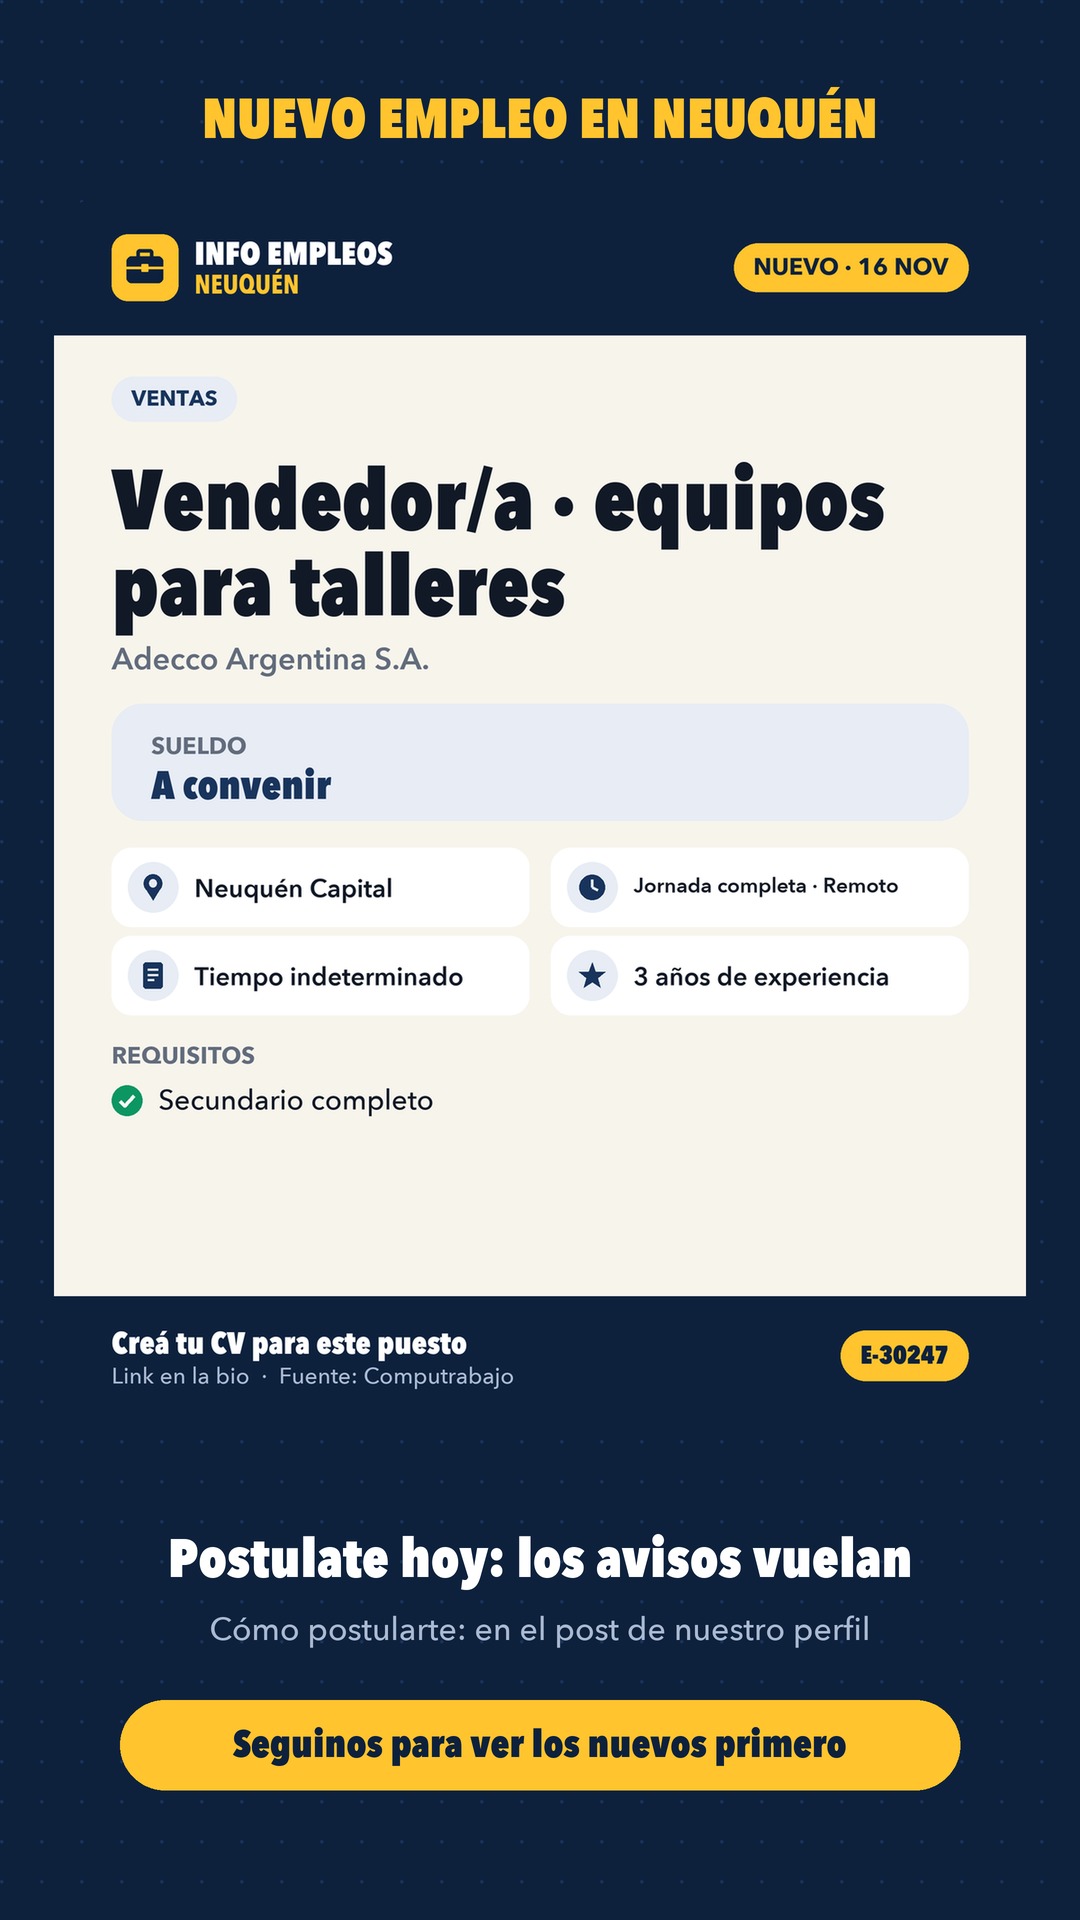 NUEVO EMPLEO EN NEUQUÉN
INFO EMPLEOS
NEUQUÉN
NUEVO · 16 NOV
VENTAS
Vendedor/a · equipos
para talleres
Adecco Argentina S.A.
SUELDO
A convenir
Neuquén Capital
Jornada completa · Remoto
Tiempo indeterminado
3 años de experiencia
REQUISITOS
Secundario completo
Creá tu CV para este puesto
Link en la bio · Fuente: Computrabajo
E-30247
Postulate hoy: los avisos vuelan
Cómo postularte: en el post de nuestro perfil
Seguinos para ver los nuevos primero